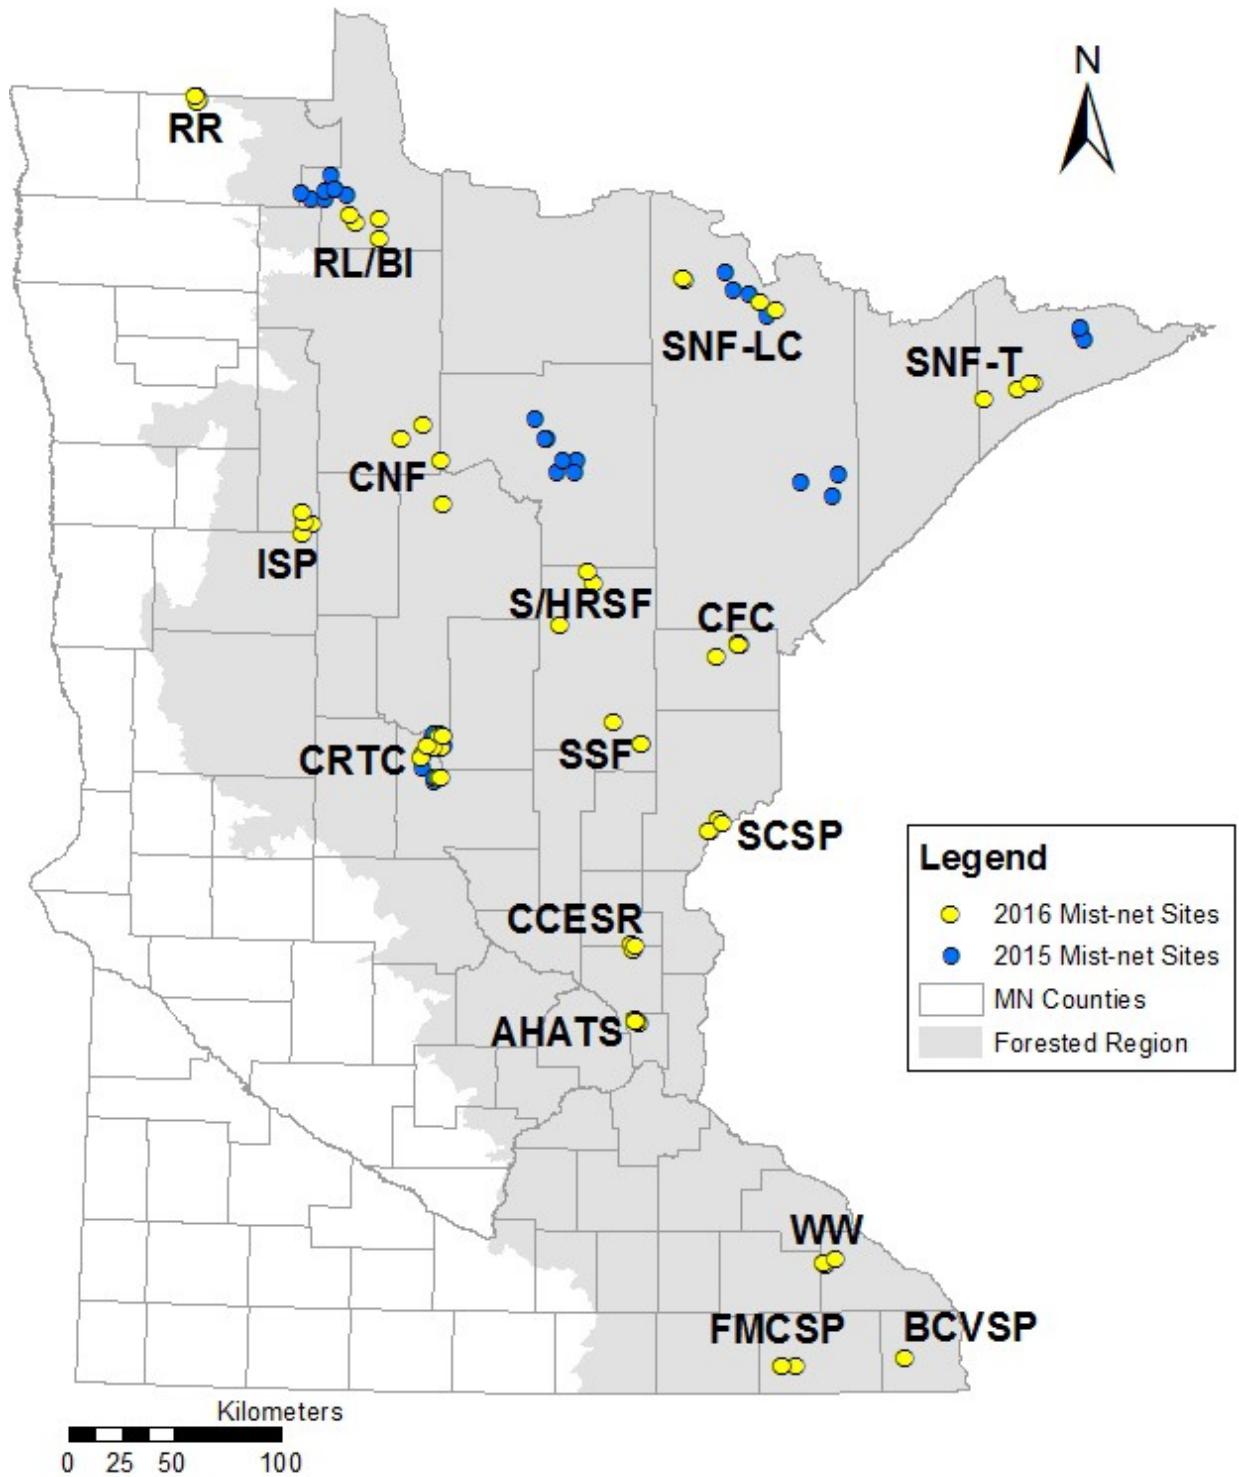 N
RR
RL/BI
SNF-LC
SNF-T
CNF
ISP
S/HRSF
CFC
CRTC
SSF
SCSP
Legend
2016 Mist-net Sites
2015 Mist-net Sites
MN Counties
Forested Region
CCESR
AHATS
WW
FMCSP
BCVSP
Kilometers
0 25 50 100